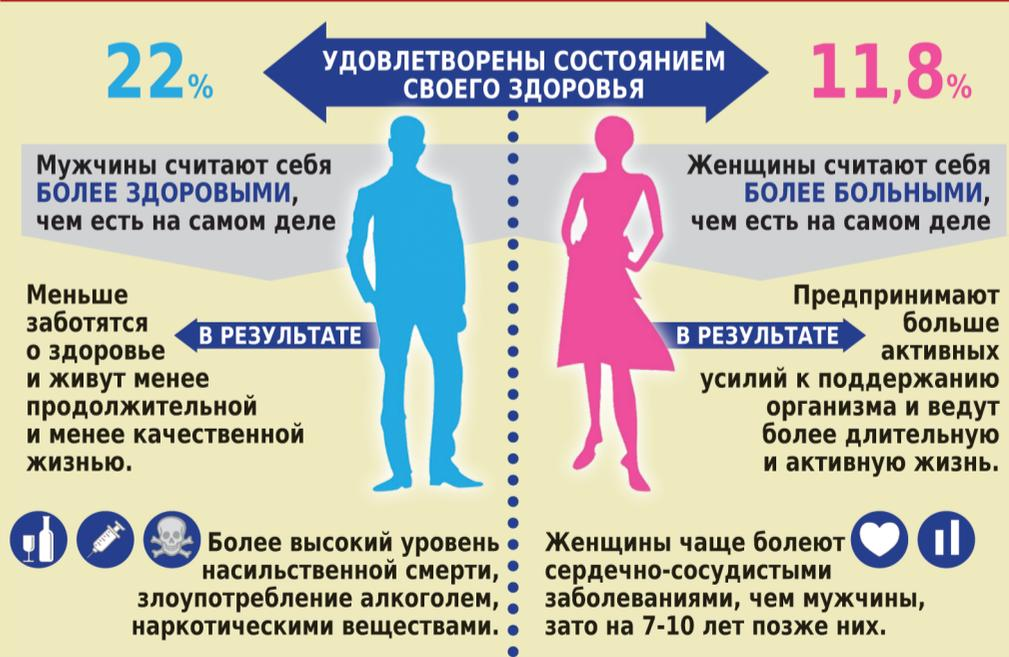 22%
УДОВЛЕТВОРЕНЫ СОСТОЯНИЕМ
СВОЕГО ЗДОРОВЬЯ
11,8%
Мужчины считают себя
БОЛЕЕ ЗДОРОВЫМИ,
чем есть на самом деле
Женщины считают себя
БОЛЕЕ БОЛЬНЫМИ,
чем есть на самом деле
Меньше
заботятся
о здоровье
и живут менее
продолжительной
и менее качественной
жизнью.
В РЕЗУЛЬТАТЕ
В РЕЗУЛЬТАТЕ
Предпринимают
больше
активных
усилий к поддержанию
организма и ведут
более длительную
и активную жизнь.
Более высокий уровень
насильственной смерти,
злоупотребление алкоголем,
наркотическими веществами.
Женщины чаще болеют
сердечно-сосудистыми
заболеваниями, чем мужчины,
зато на 7-10 лет позже них.